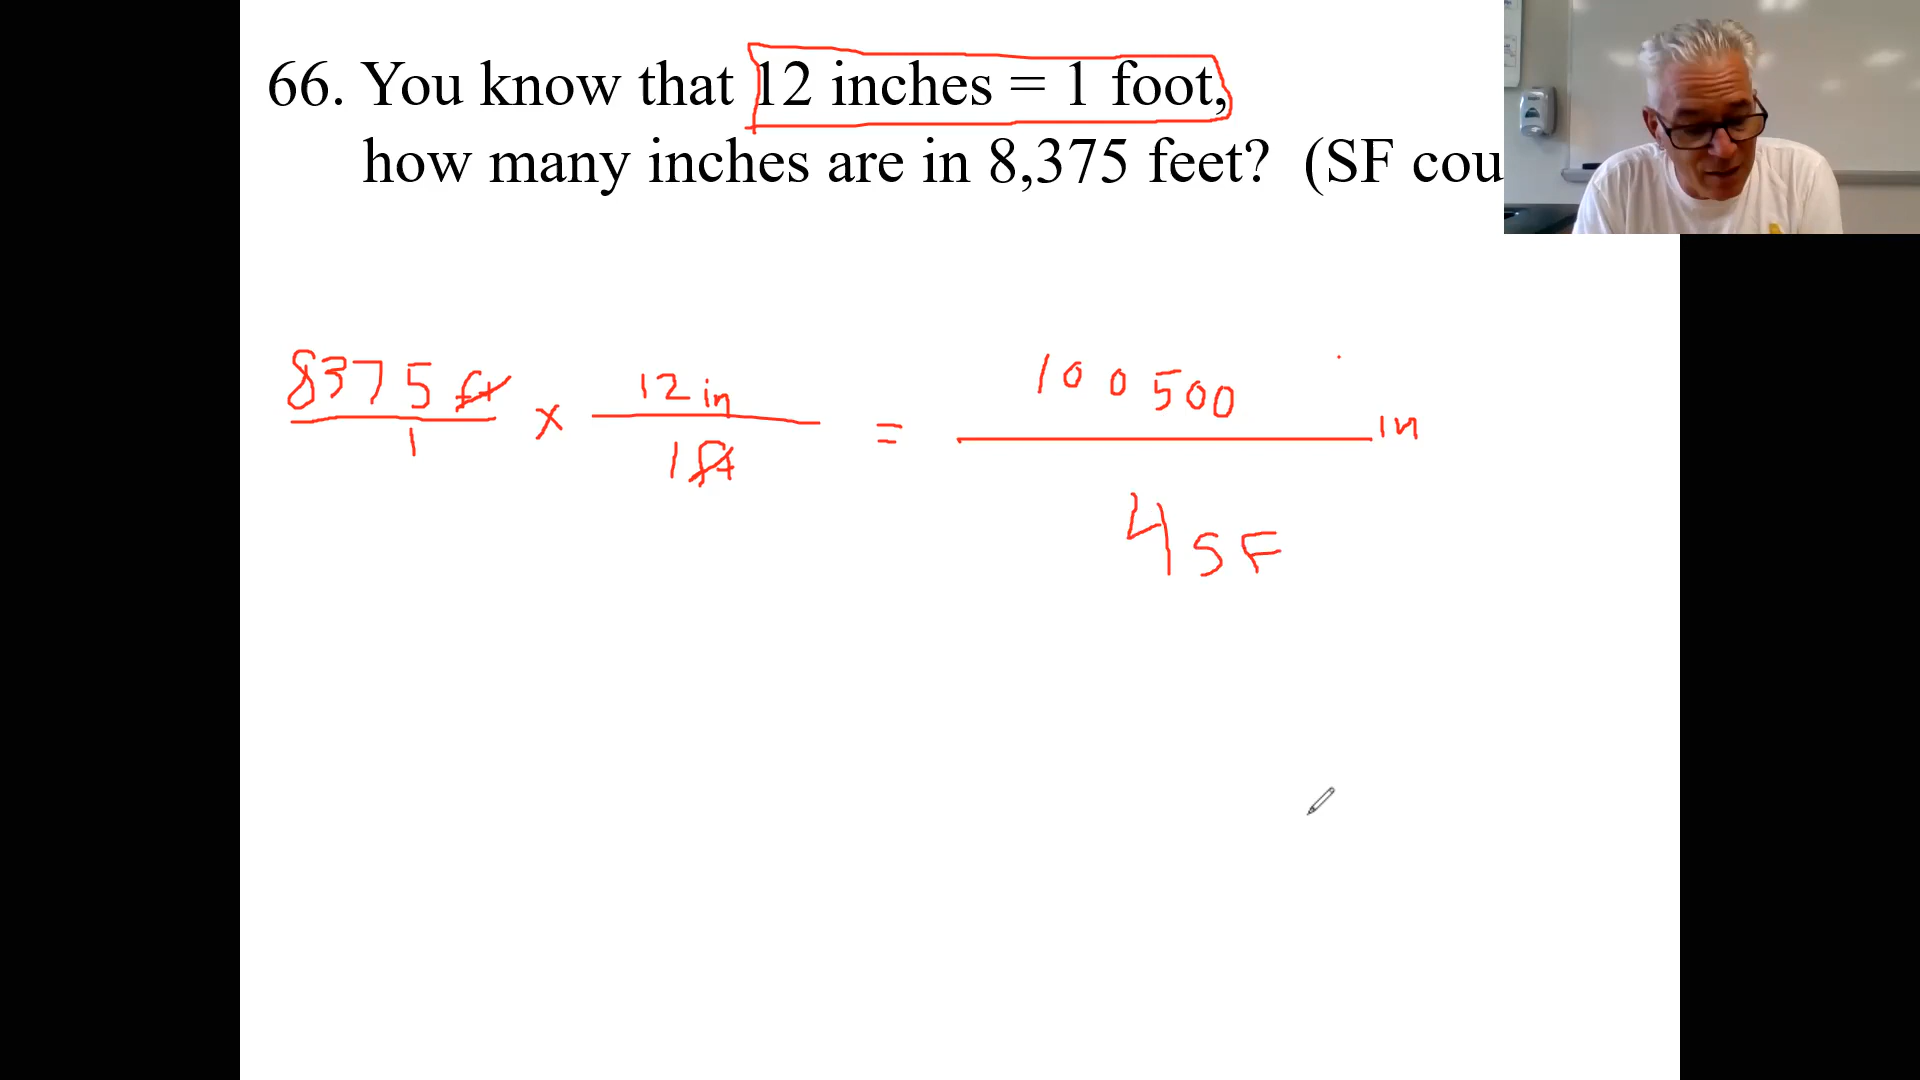 66. You know that 12 inches = 1 foot,
how many inches are in 8,375 feet? (SF cou
8375 ft x 12 in = 100500 in
1 1 ft
4 SF